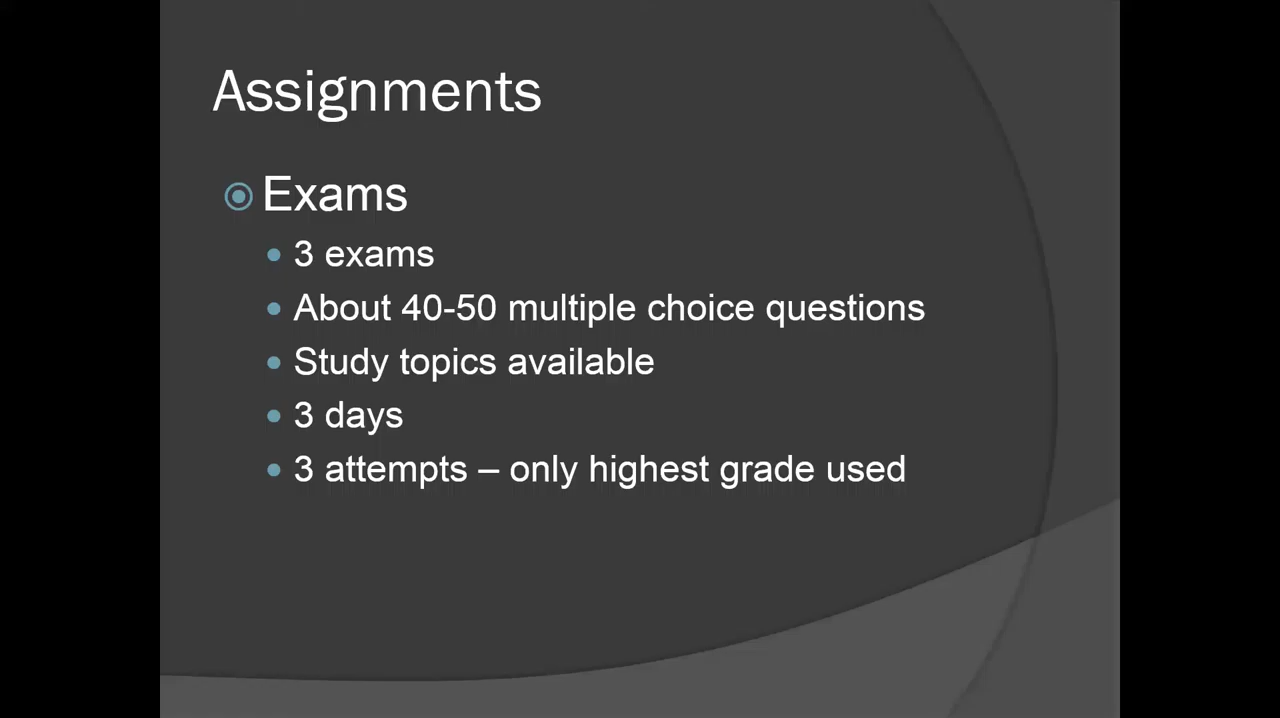 Assignments
Exams
3 exams
About 40-50 multiple choice questions
Study topics available
3 days
3 attempts – only highest grade used